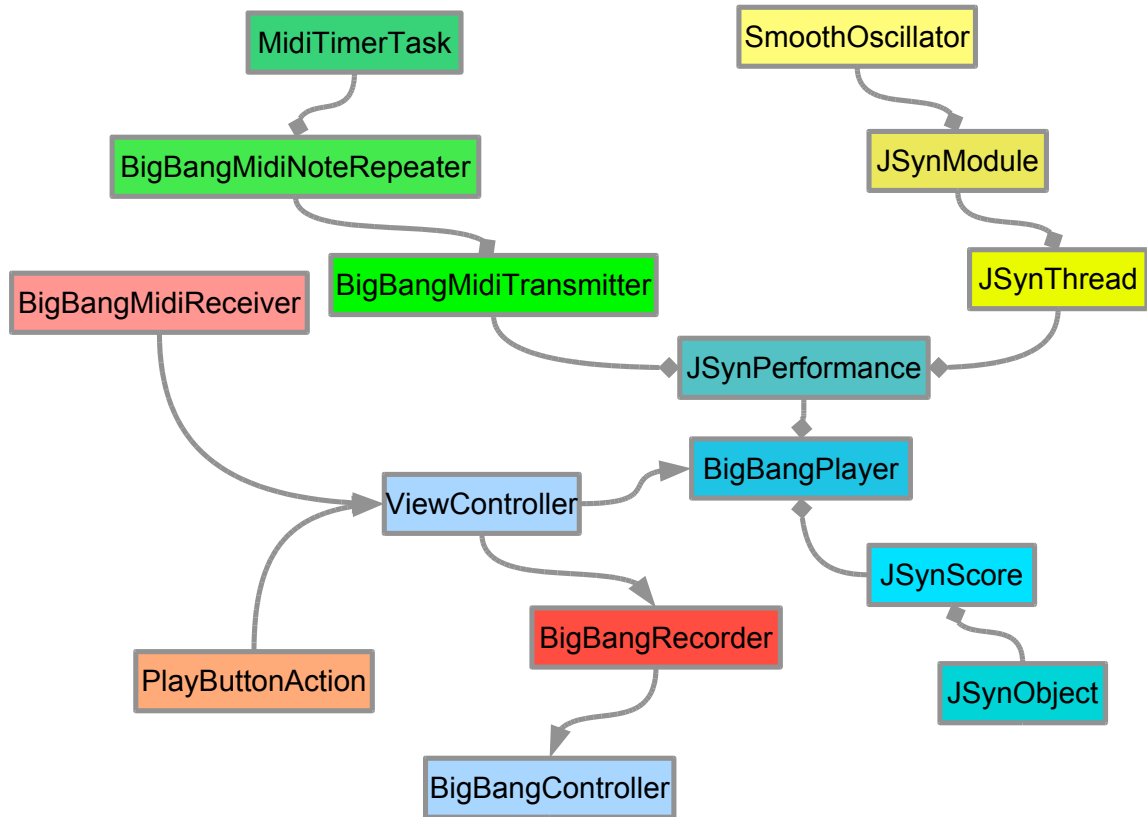 MidiTimerTask
SmoothOscillator
BigBangMidiNoteRepeater
JSynModule
BigBangMidiReceiver
BigBangMidiTransmitter
JSynThread
JSynPerformance
BigBangPlayer
ViewController
JSynScore
BigBangRecorder
PlayButtonAction
JSynObject
BigBangController